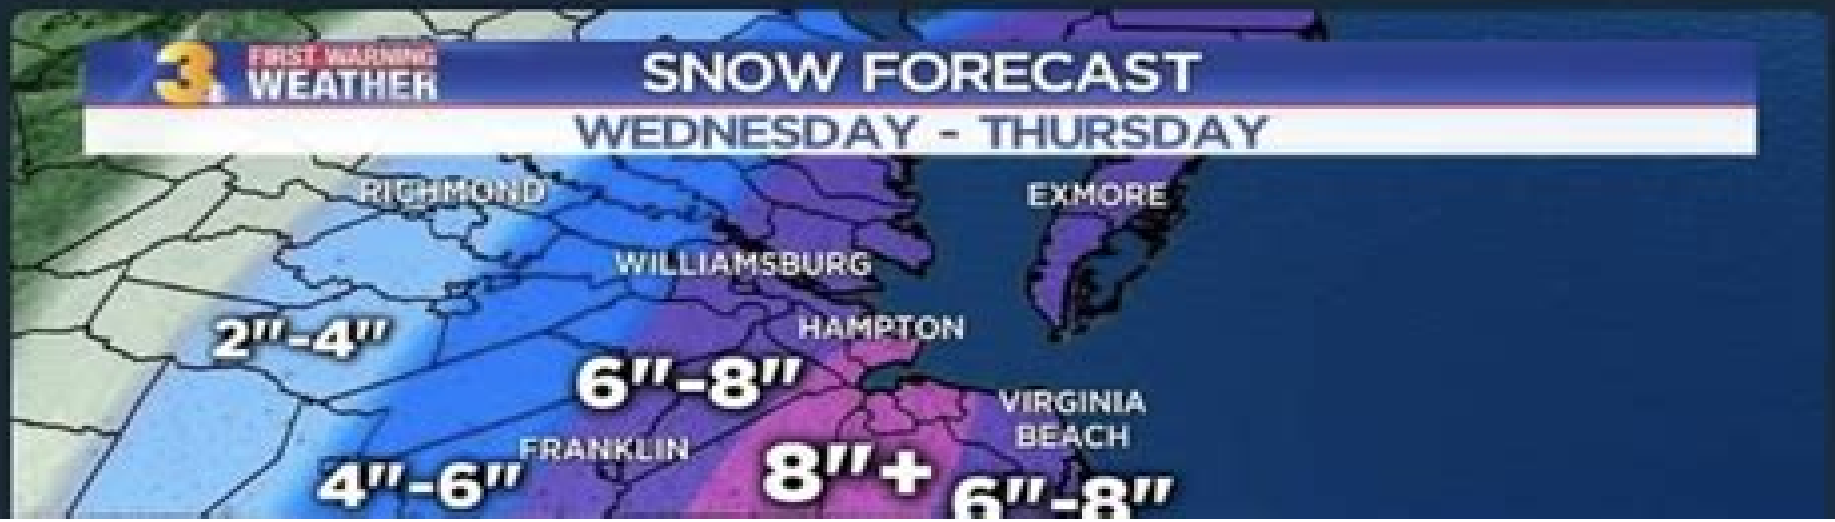 3
FIRST WARNING
WEATHER
SNOW FORECAST
WEDNESDAY - THURSDAY
RICHMOND
EXMORE
WILLIAMSBURG
HAMPTON
2"-4"
6"-8"
VIRGINIA
BEACH
FRANKLIN
8"+
4"-6"
6"-8"